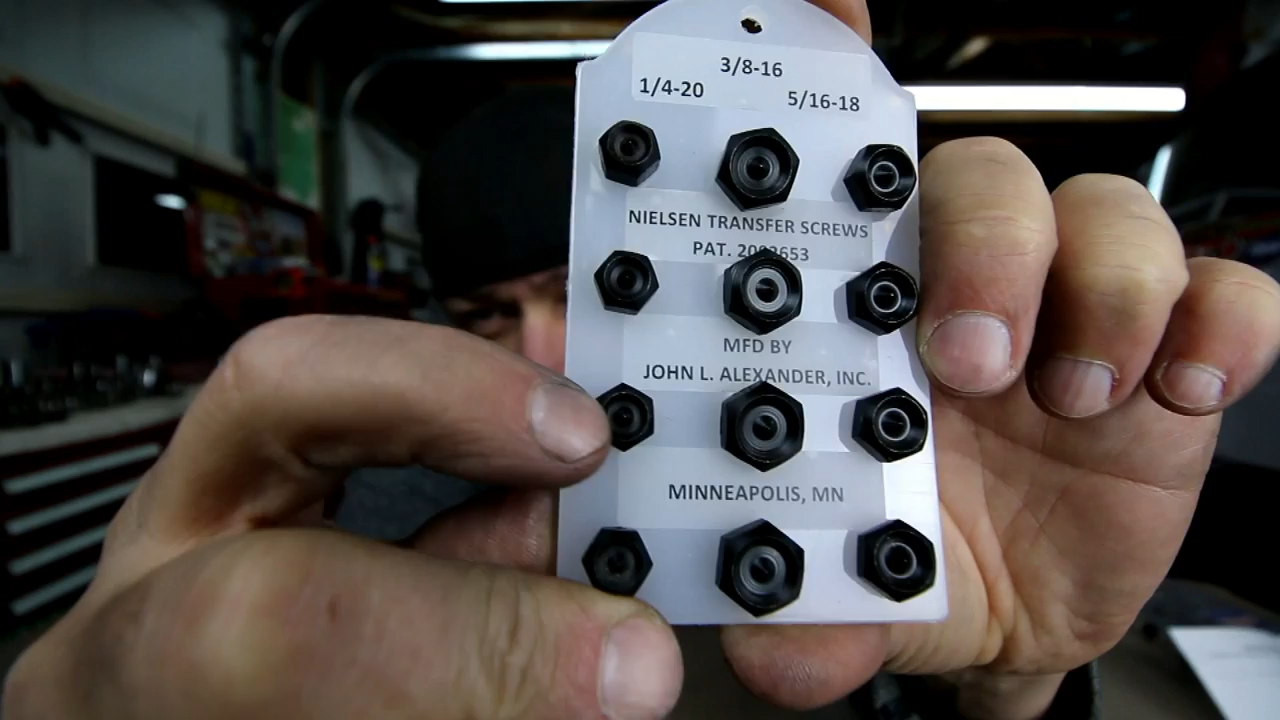 3/8-16
1/4-20
5/16-18
NIELSEN TRANSFER SCREWS
PAT. 2093653
MFD BY
JOHN L. ALEXANDER, INC.
MINNEAPOLIS, MN